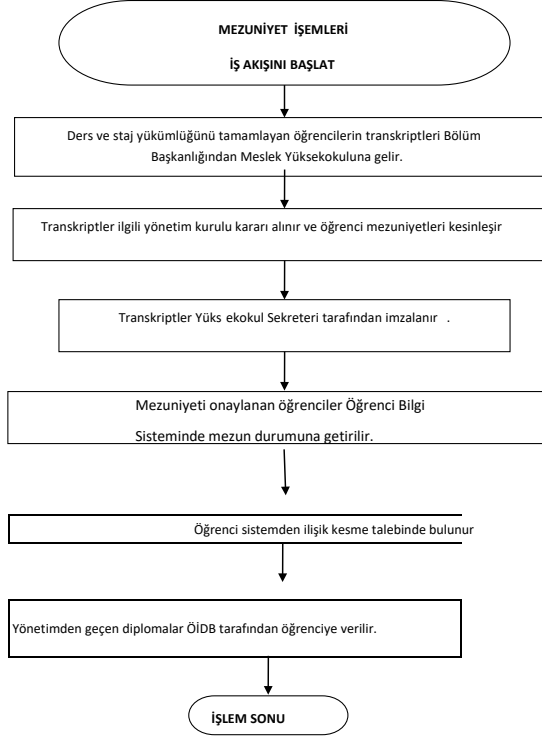 MEZUNİYET İŞEMLERİ
İŞ AKIŞINI BAŞLAT
Ders ve staj yükümlüğünü tamamlayan öğrencilerin transkriptleri Bölüm
Başkanlığından Meslek Yüksekokuluna gelir.
Transkriptler ilgili yönetim kurulu kararı alınır ve öğrenci mezuniyetleri kesinleşir
Transkriptler Yüks ekokul Sekreteri tarafından imzalanır .
Mezuniyeti onaylanan öğrenciler Öğrenci Bilgi
Sisteminde mezun durumuna getirilir.
Öğrenci sistemden ilişik kesme talebinde bulunur
Yönetimden geçen diplomalar ÖİDB tarafından öğrenciye verilir.
İŞLEM SONU